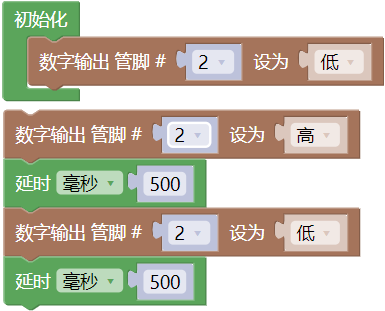 初始化
数字输出 管脚 # 2 设为 低
数字输出 管脚 # 2 设为 高
延时 毫秒 500
数字输出 管脚 # 2 设为 低
延时 毫秒 500